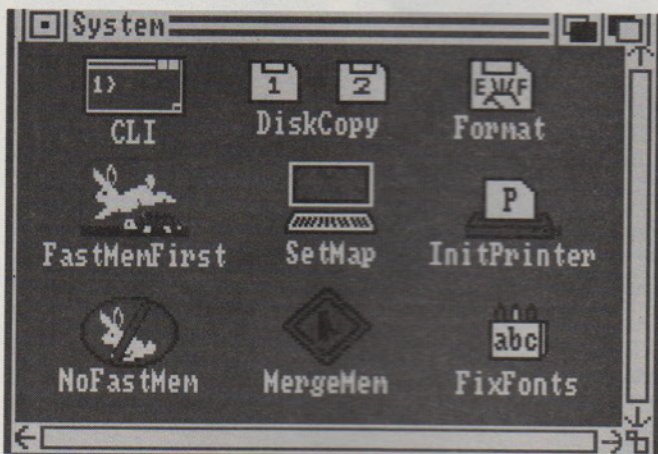 System
1>
CLI
1 2
DiskCopy
E F
Format
FastMemFirst
SetMap
P
InitPrinter
NoFastMem
MergeMem
abc
FixFonts